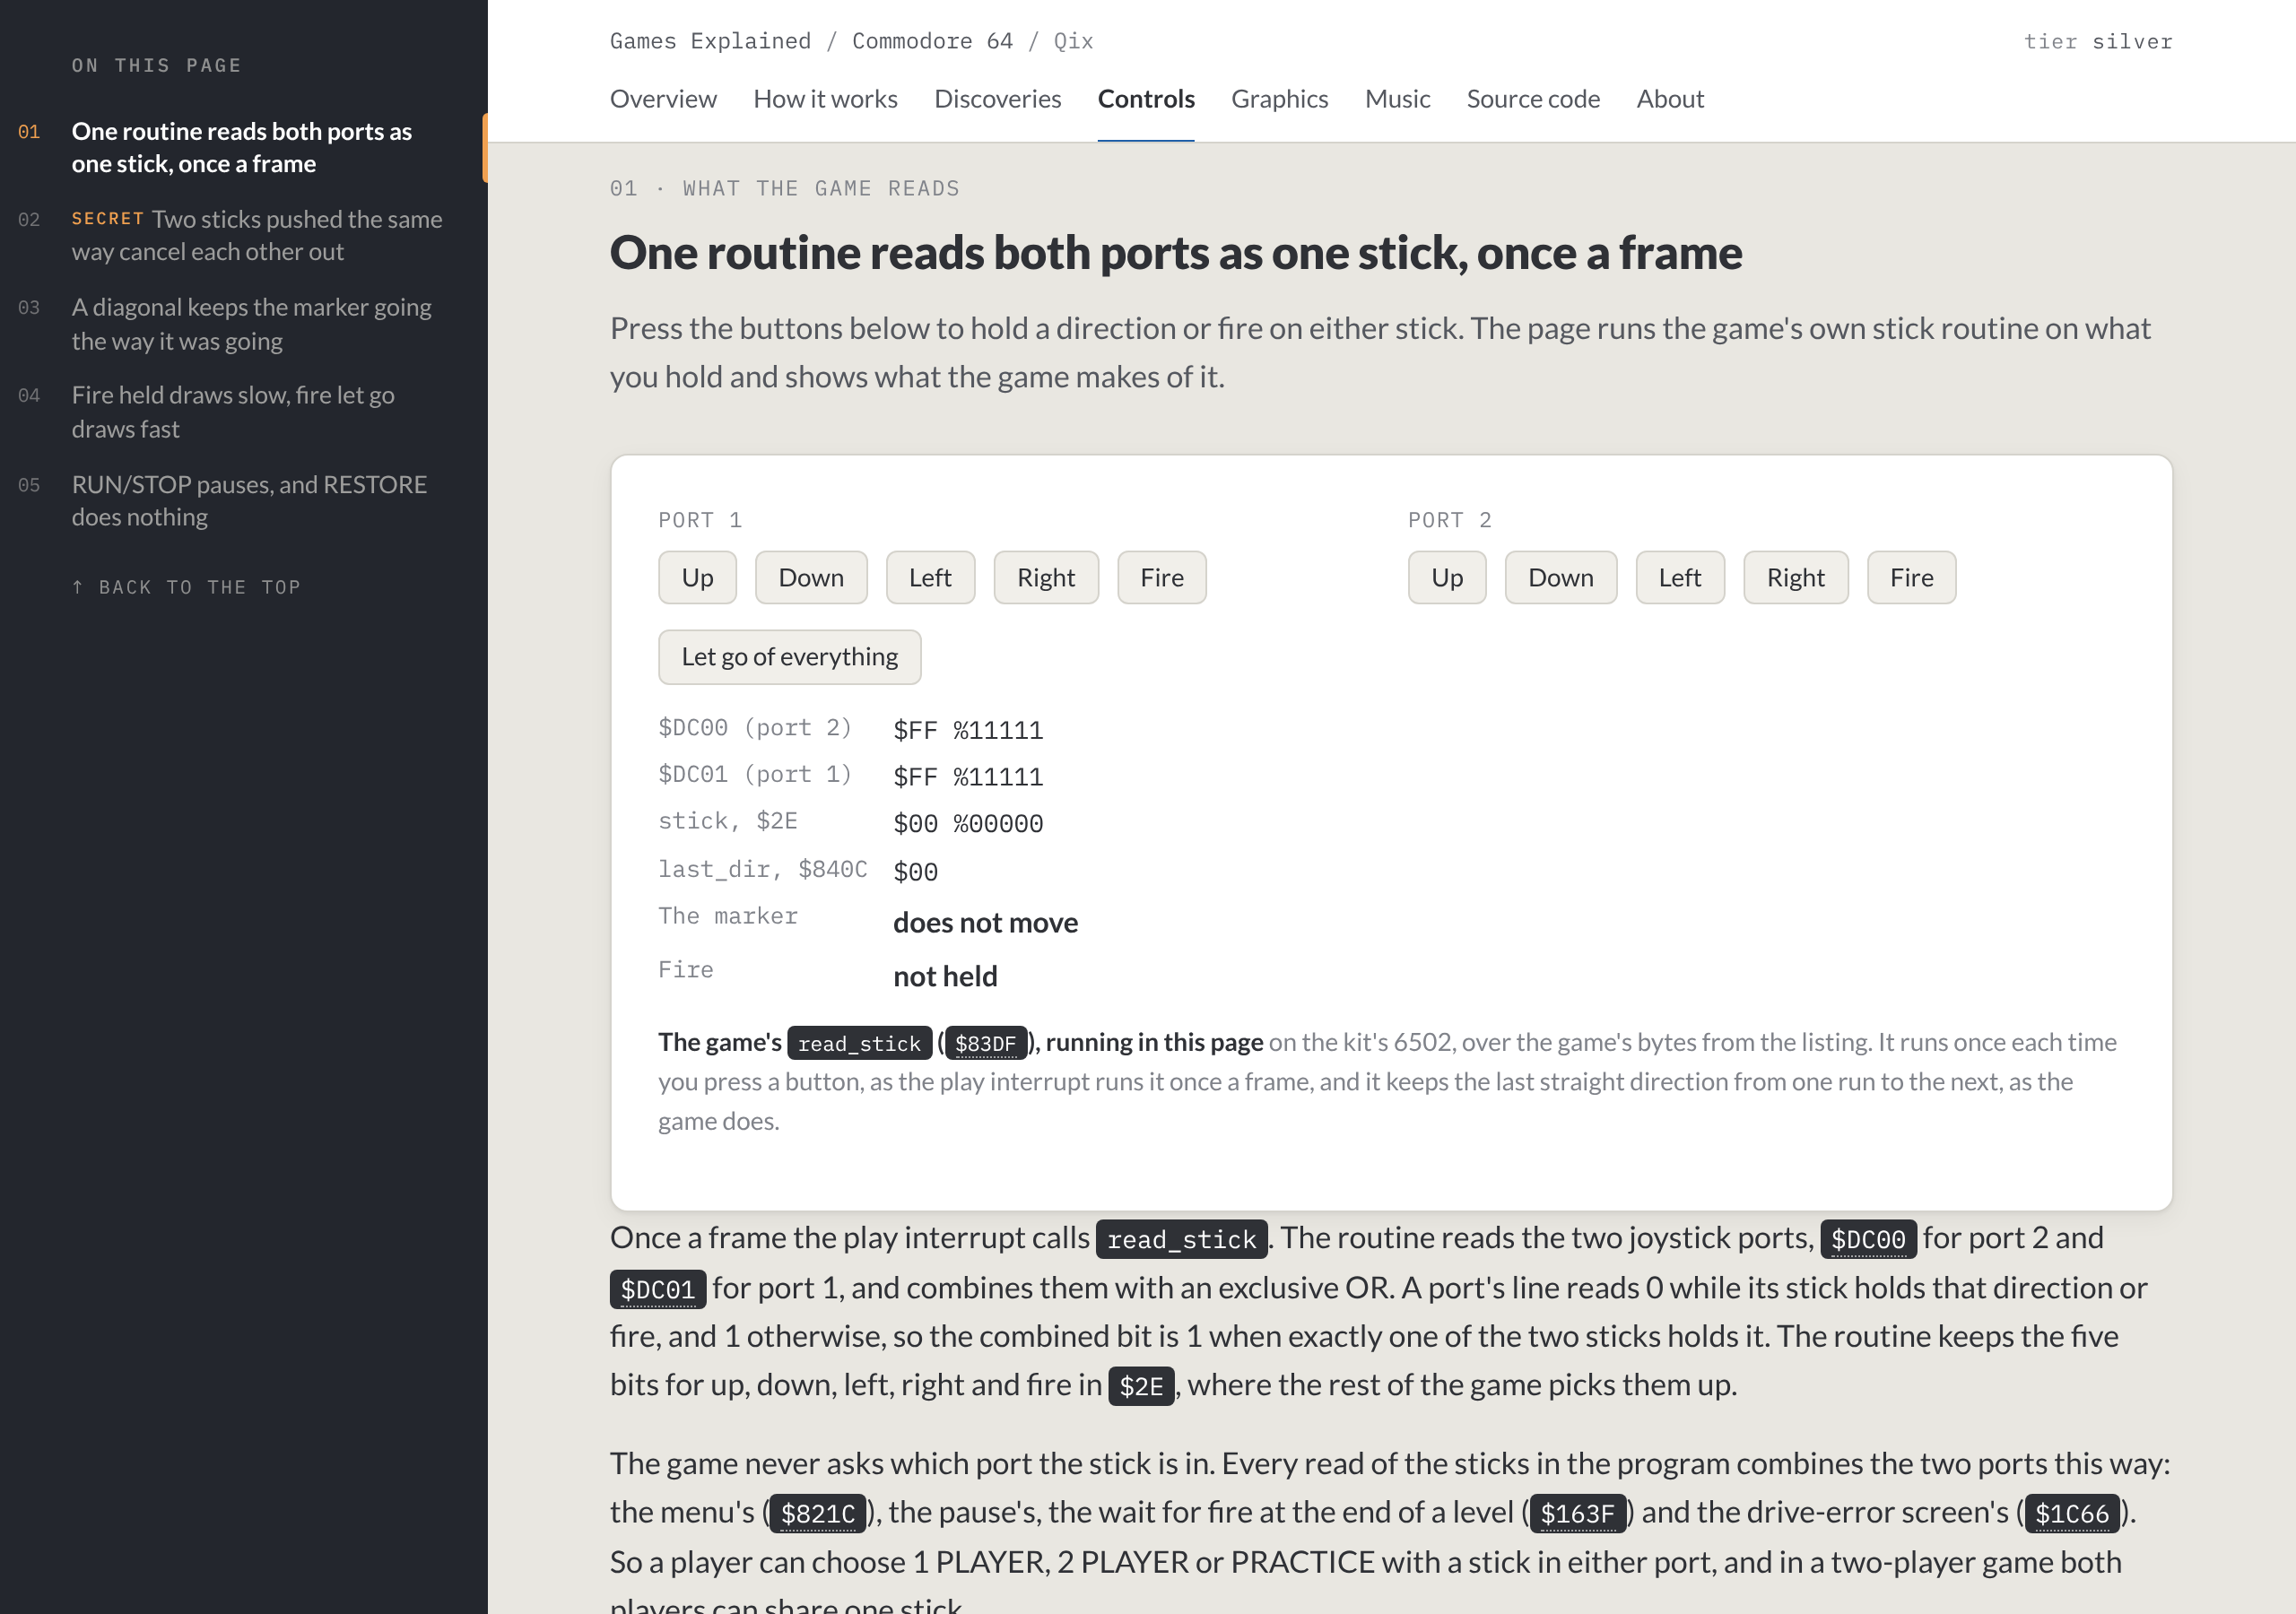 ON THIS PAGE
01 One routine reads both ports as
one stick, once a frame
02 SECRET Two sticks pushed the same
way cancel each other out
03 A diagonal keeps the marker going
the way it was going
04 Fire held draws slow, fire let go
draws fast
05 RUN/STOP pauses, and RESTORE
does nothing
↑ BACK TO THE TOP
Games Explained / Commodore 64 / Qix
tier silver
Overview How it works Discoveries Controls Graphics Music Source code About
01 · WHAT THE GAME READS
One routine reads both ports as one stick, once a frame
Press the buttons below to hold a direction or fire on either stick. The page runs the game's own stick routine on what
you hold and shows what the game makes of it.
PORT 1
Up Down Left Right Fire
PORT 2
Up Down Left Right Fire
Let go of everything
$DC00 (port 2) $FF %11111
$DC01 (port 1) $FF %11111
stick, $2E $00 %00000
last_dir, $840C $00
The marker does not move
Fire not held
The game's read_stick ($83DF), running in this page on the kit's 6502, over the game's bytes from the listing. It runs once each time
you press a button, as the play interrupt runs it once a frame, and it keeps the last straight direction from one run to the next, as the
game does.
Once a frame the play interrupt calls read_stick. The routine reads the two joystick ports, $DC00 for port 2 and
$DC01 for port 1, and combines them with an exclusive OR. A port's line reads 0 while its stick holds that direction or
fire, and 1 otherwise, so the combined bit is 1 when exactly one of the two sticks holds it. The routine keeps the five
bits for up, down, left, right and fire in $2E, where the rest of the game picks them up.
The game never asks which port the stick is in. Every read of the sticks in the program combines the two ports this way:
the menu's ($821C), the pause's, the wait for fire at the end of a level ($163F) and the drive-error screen's ($1C66).
So a player can choose 1 PLAYER, 2 PLAYER or PRACTICE with a stick in either port, and in a two-player game both
players can share one stick.